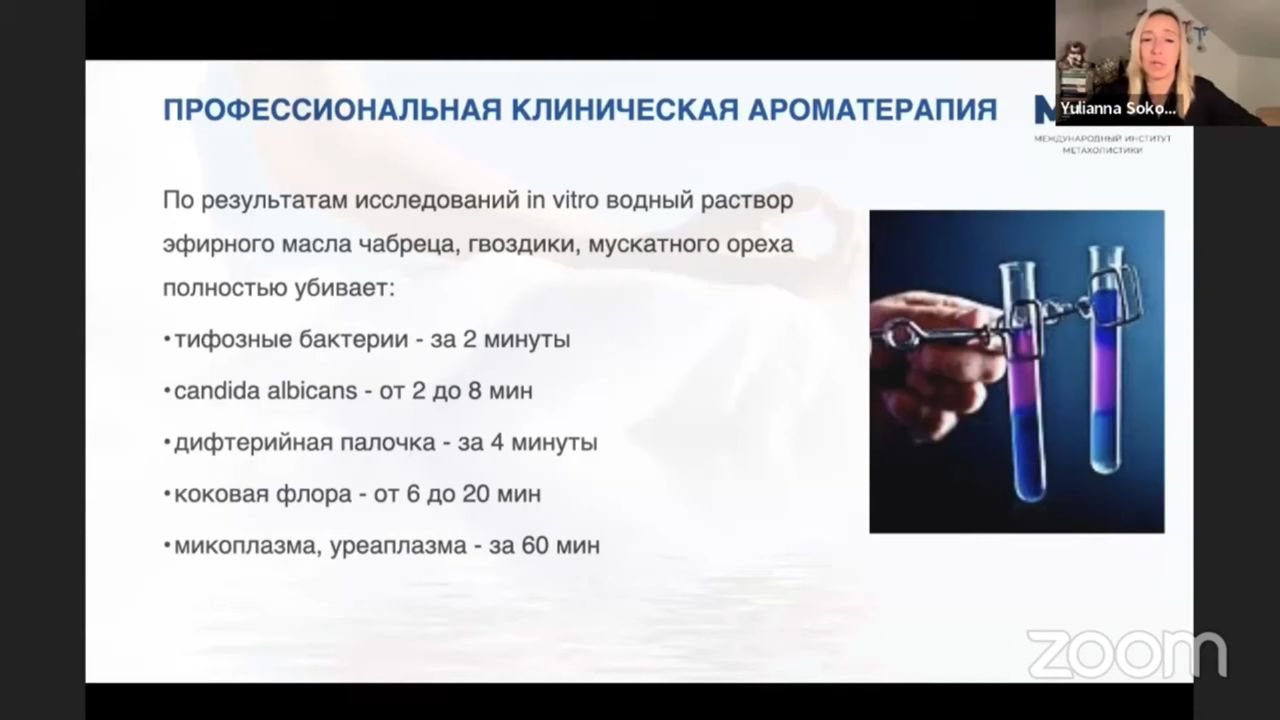 ПРОФЕССИОНАЛЬНАЯ КЛИНИЧЕСКАЯ АРОМАТЕРАПИЯ
Yulianna Soko...
МЕЖДУНАРОДНЫЙ ИНСТИТУТ
МЕТАХОЛИСТИКИ
По результатам исследований in vitro водный раствор
эфирного масла чабреца, гвоздики, мускатного ореха
полностью убивает:
•тифозные бактерии - за 2 минуты
•candida albicans - от 2 до 8 мин
•дифтерийная палочка - за 4 минуты
•коковая флора - от 6 до 20 мин
•микоплазма, уреаплазма - за 60 мин
zoom